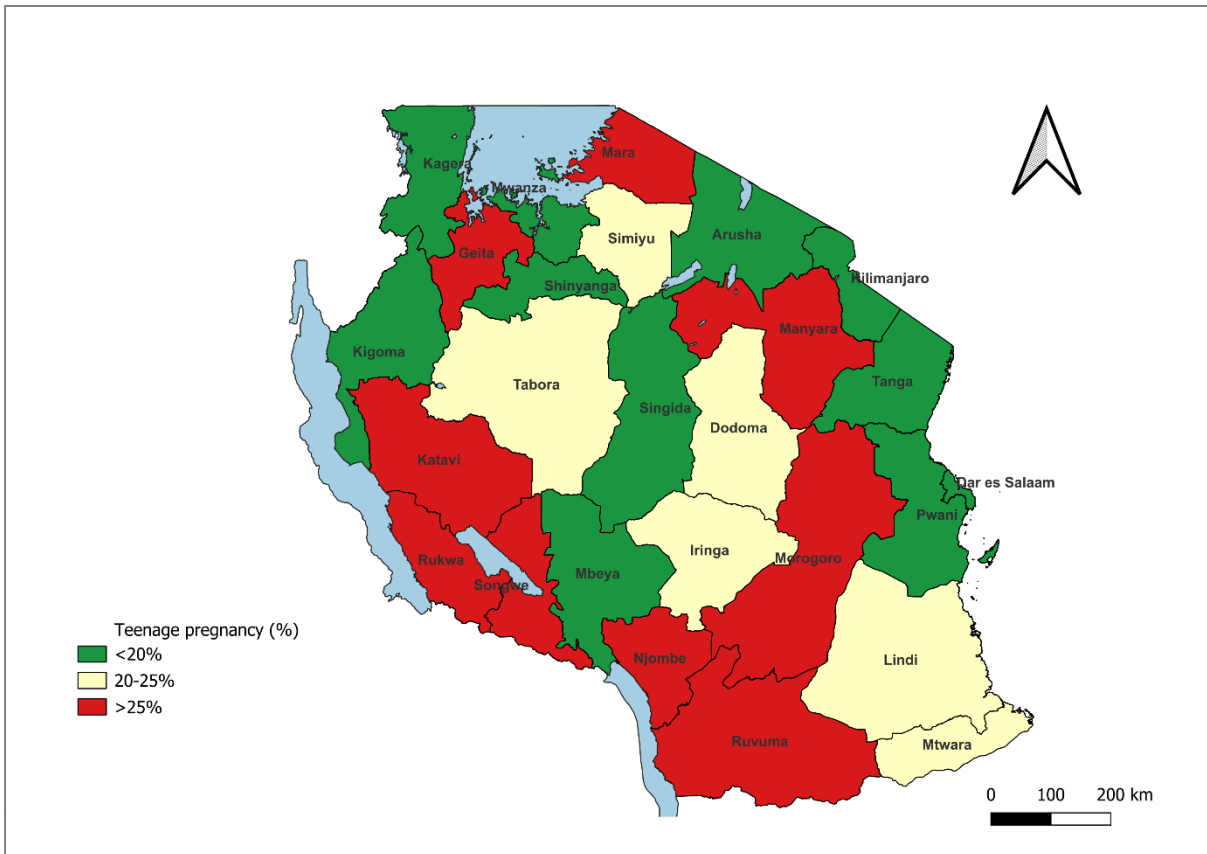 Mara
Kagera
Mwanza
Arusha
Simiyu
Geita
Kilimanjaro
Shinyanga
Manyara
Kigoma
Tanga
Tabora
Singida
Dodoma
Katavi
Dar es Salaam
Pwani
Iringa
Morogoro
Rukwa
Mbeya
Songwe
Teenage pregnancy (%)
<20%
20-25%
>25%
Njombe
Lindi
Ruvuma
Mtwara
0 100 200 km